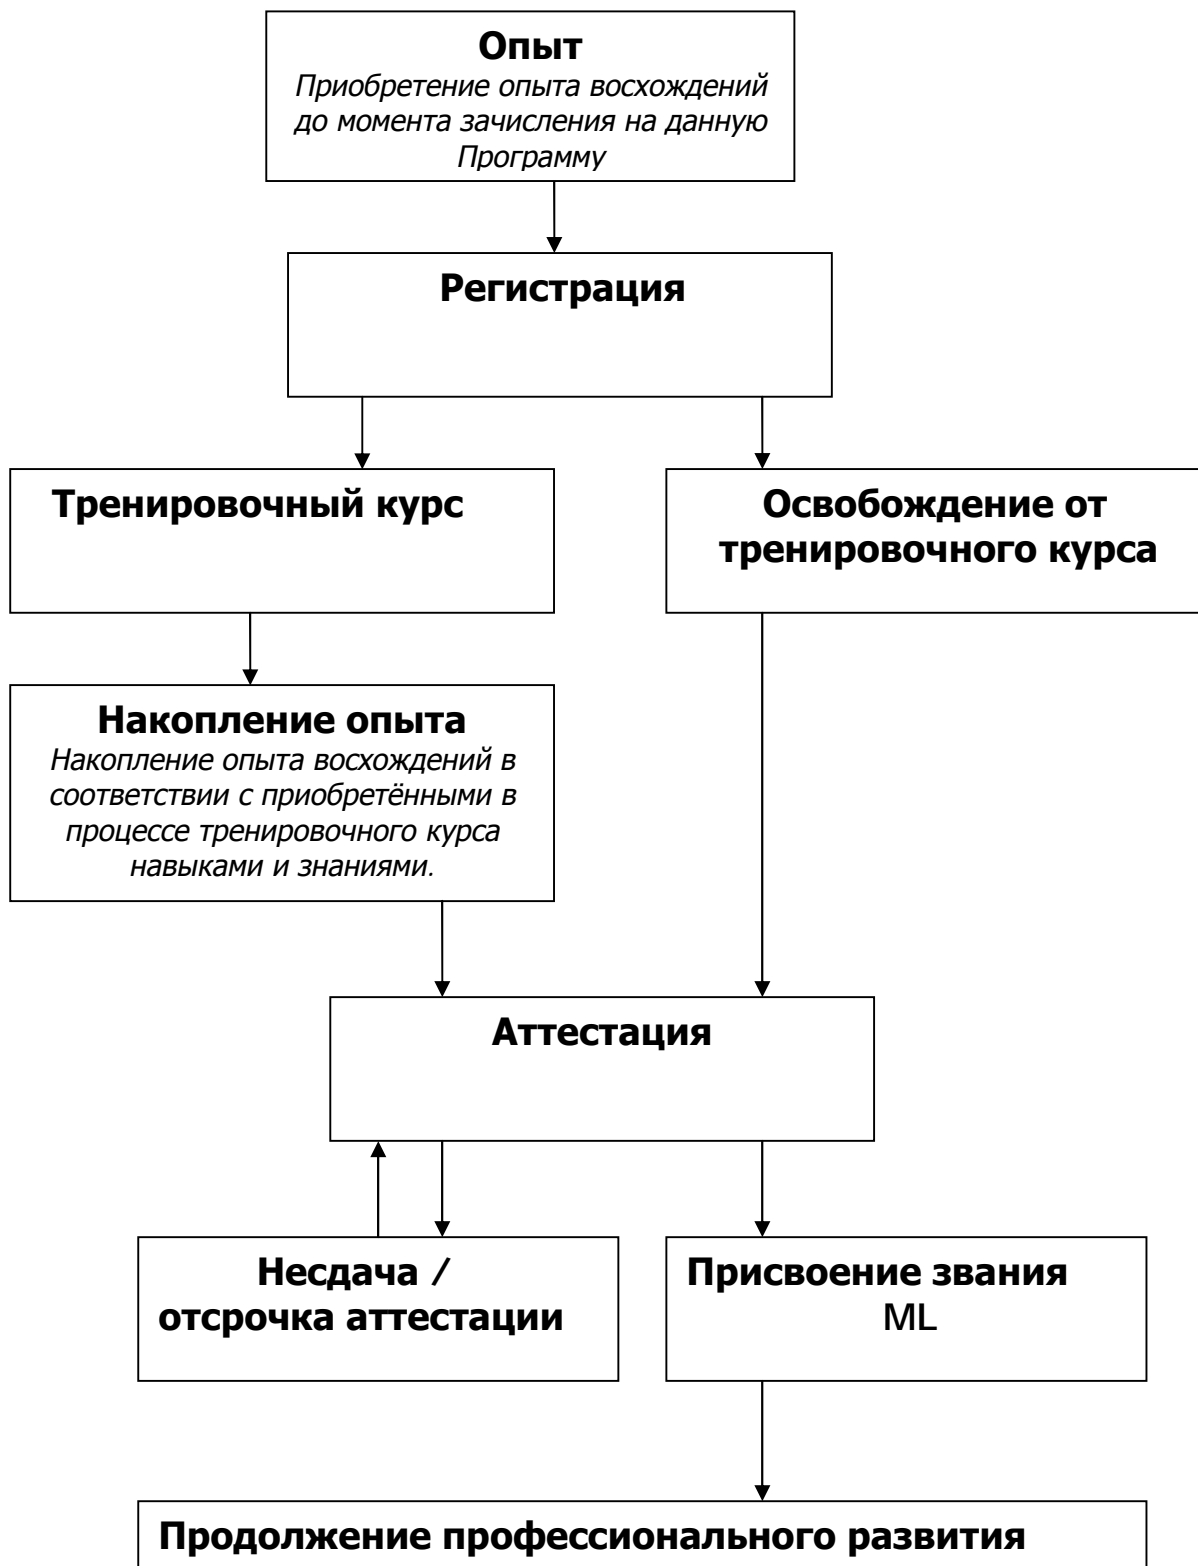 Опыт
Приобретение опыта восхождений
до момента зачисления на данную
Программу
Регистрация
Тренировочный курс
Освобождение от
тренировочного курса
Накопление опыта
Накопление опыта восхождений в
соответствии с приобретёнными в
процессе тренировочного курса
навыками и знаниями.
Аттестация
Несдача /
отсрочка аттестации
Присвоение звания
ML
Продолжение профессионального развития